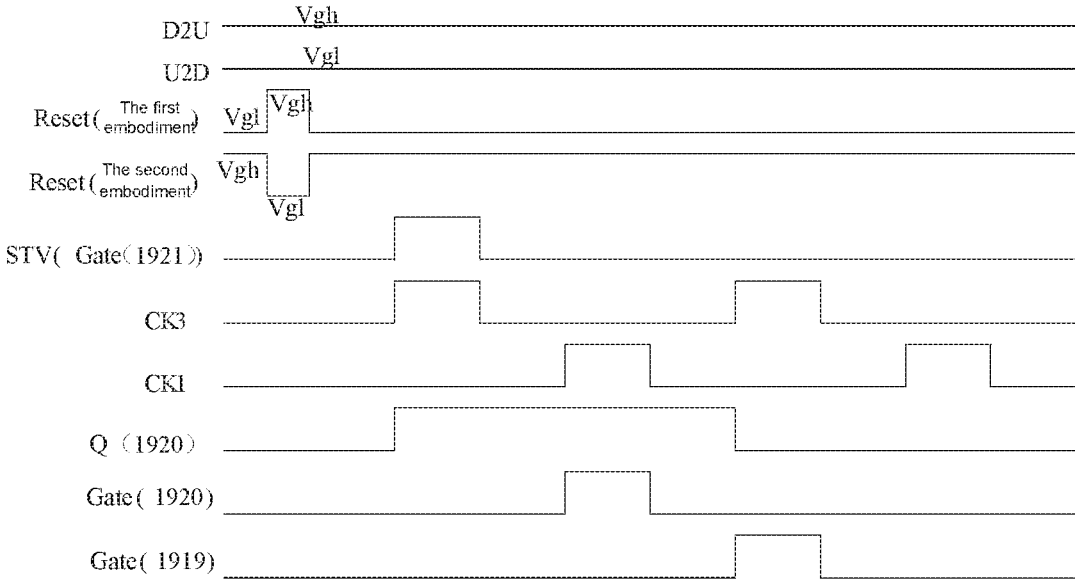 D2U Vgh
U2D Vgl
Reset(The first embodiment) Vgl Vgh
Reset(The second embodiment) Vgh Vgl
STV( Gate(1921))
CK3
CK1
Q (1920)
Gate( 1920)
Gate( 1919)